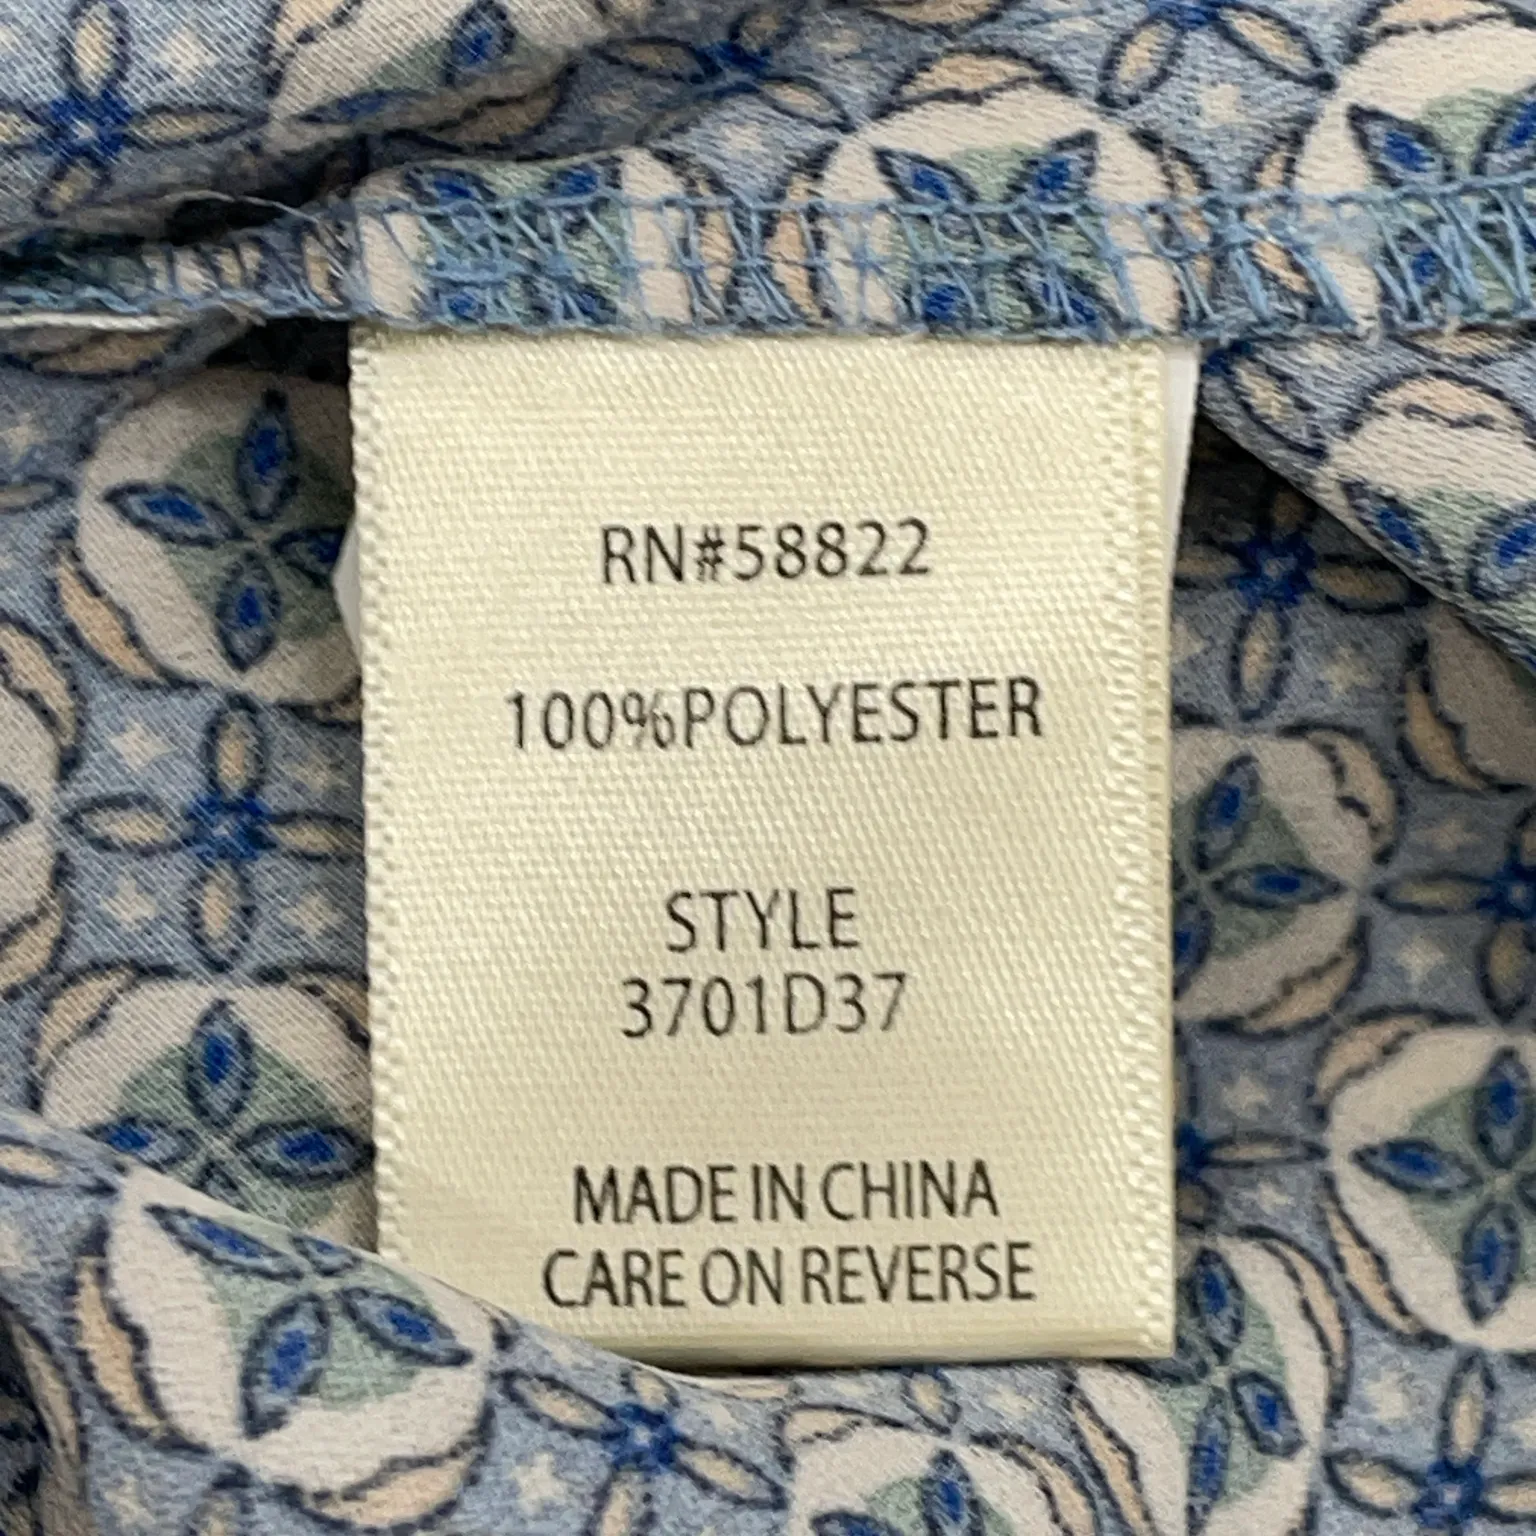 RN#58822
100%POLYESTER
STYLE
3701D37
MADE IN CHINA
CARE ON REVERSE